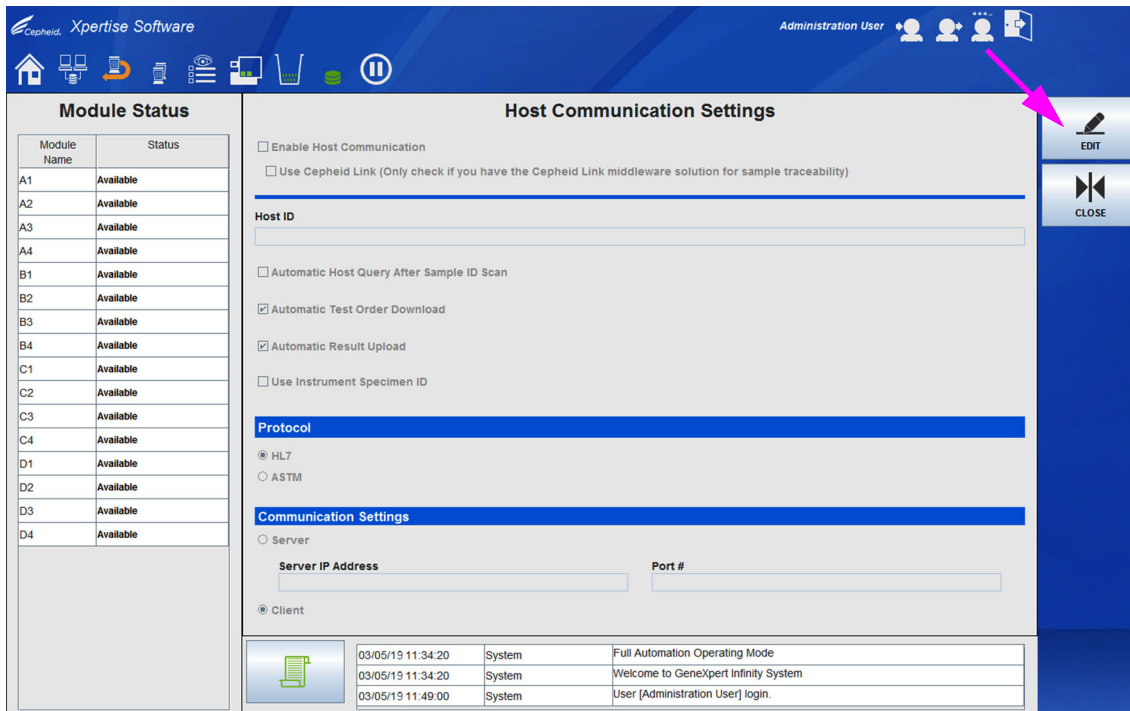 Cepheid. Xpertise Software
Administration User
Module Status
Module Name Status
A1 Available
A2 Available
A3 Available
A4 Available
B1 Available
B2 Available
B3 Available
B4 Available
C1 Available
C2 Available
C3 Available
C4 Available
D1 Available
D2 Available
D3 Available
D4 Available
Host Communication Settings
Enable Host Communication
Use Cepheid Link (Only check if you have the Cepheid Link middleware solution for sample traceability)
Host ID
Automatic Host Query After Sample ID Scan
Automatic Test Order Download
Automatic Result Upload
Use Instrument Specimen ID
Protocol
HL7
ASTM
Communication Settings
Server
Server IP Address Port #
Client
03/05/19 11:34:20 System Full Automation Operating Mode
03/05/19 11:34:20 System Welcome to GeneXpert Infinity System
03/05/19 11:49:00 System User [Administration User] login.
EDIT
CLOSE